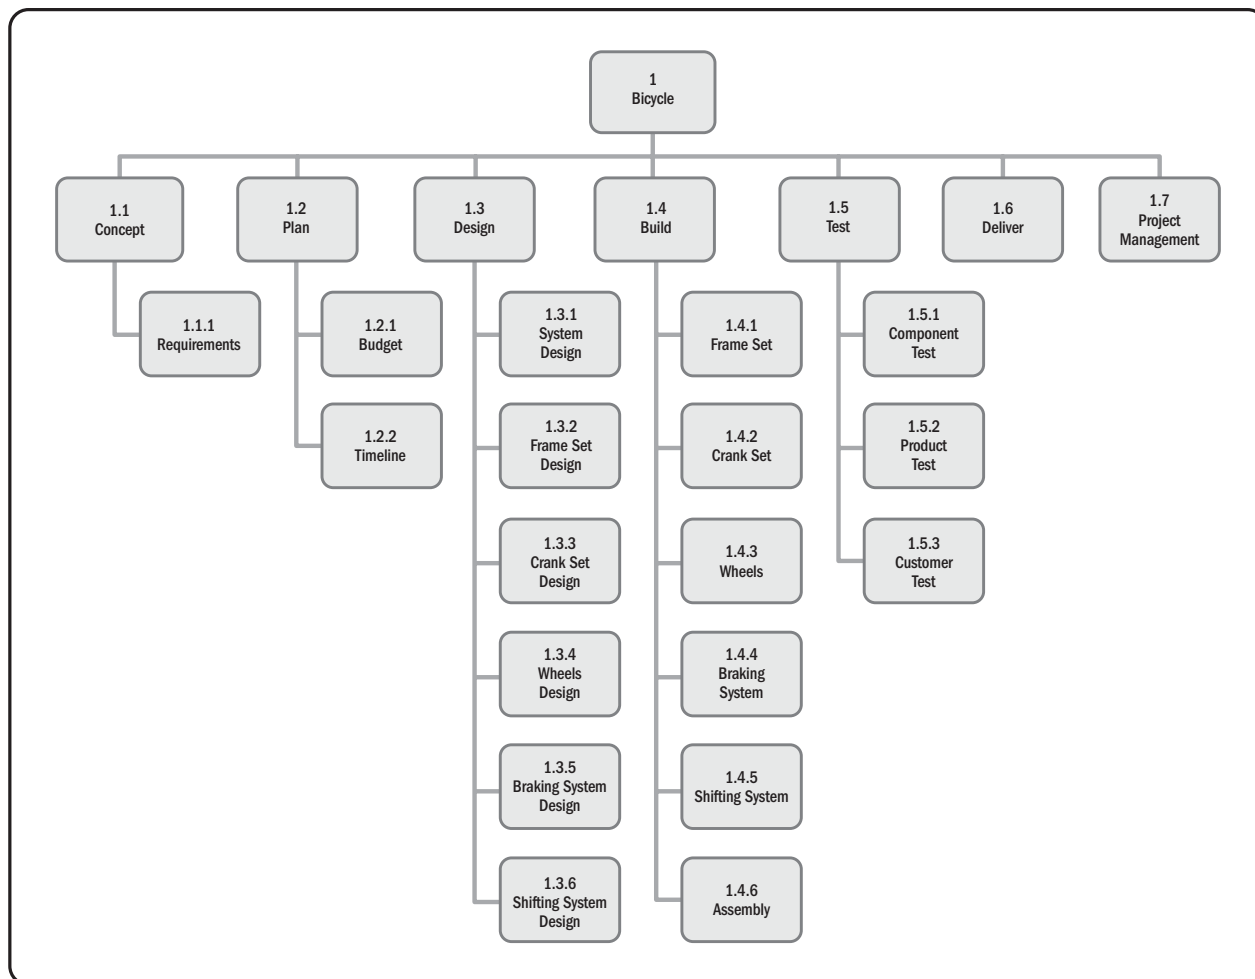 1
Bicycle
1.1
Concept
1.2
Plan
1.3
Design
1.4
Build
1.5
Test
1.6
Deliver
1.7
Project
Management
1.1.1
Requirements
1.2.1
Budget
1.2.2
Timeline
1.3.1
System
Design
1.3.2
Frame Set
Design
1.3.3
Crank Set
Design
1.3.4
Wheels
Design
1.3.5
Braking System
Design
1.3.6
Shifting System
Design
1.4.1
Frame Set
1.4.2
Crank Set
1.4.3
Wheels
1.4.4
Braking
System
1.4.5
Shifting System
1.4.6
Assembly
1.5.1
Component
Test
1.5.2
Product
Test
1.5.3
Customer
Test